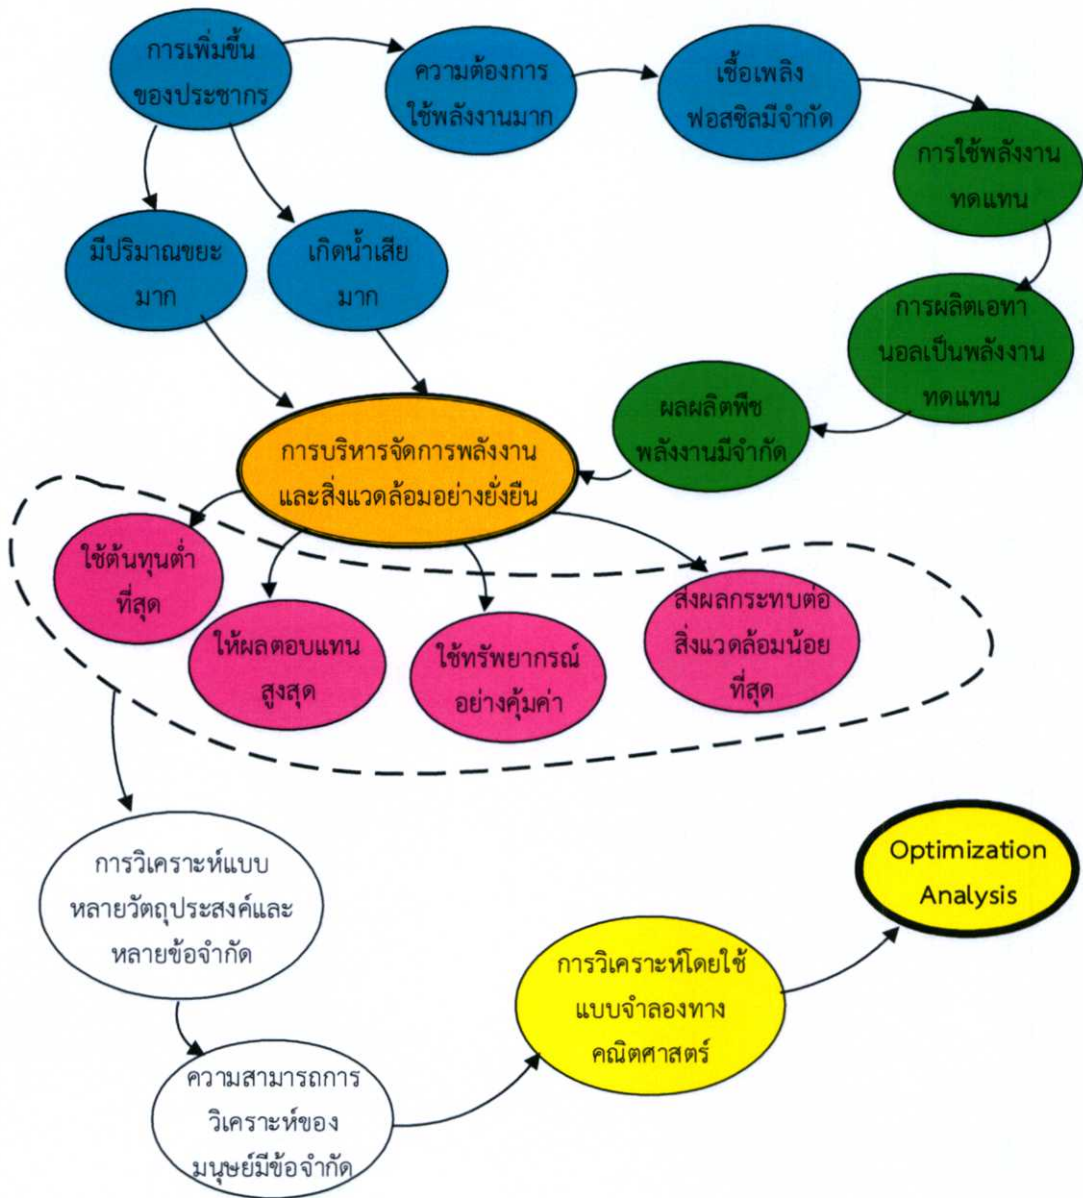 การเพิ่มขึ้น
ของประชากร
ความต้องการ
ใช้พลังงานมาก
เชื้อเพลิง
ฟอสซิลมีจำกัด
การใช้พลังงาน
ทดแทน
มีปริมาณขยะ
มาก
เกิดน้ำเสีย
มาก
การผลิตเอทา
นอลเป็นพลังงาน
ทดแทน
ผลผลิตพืช
พลังงานมีจำกัด
การบริหารจัดการพลังงาน
และสิ่งแวดล้อมอย่างยั่งยืน
ใช้ต้นทุนต่ำ
ที่สุด
ให้ผลตอบแทน
สูงสุด
ใช้ทรัพยากรณ์
อย่างคุ้มค่า
ส่งผลกระทบต่อ
สิ่งแวดล้อมน้อย
ที่สุด
การวิเคราะห์แบบ
หลายวัตถุประสงค์และ
หลายข้อจำกัด
ความสามารถการ
วิเคราะห์ของ
มนุษย์มีข้อจำกัด
การวิเคราะห์โดยใช้
แบบจำลองทาง
คณิตศาสตร์
Optimization
Analysis